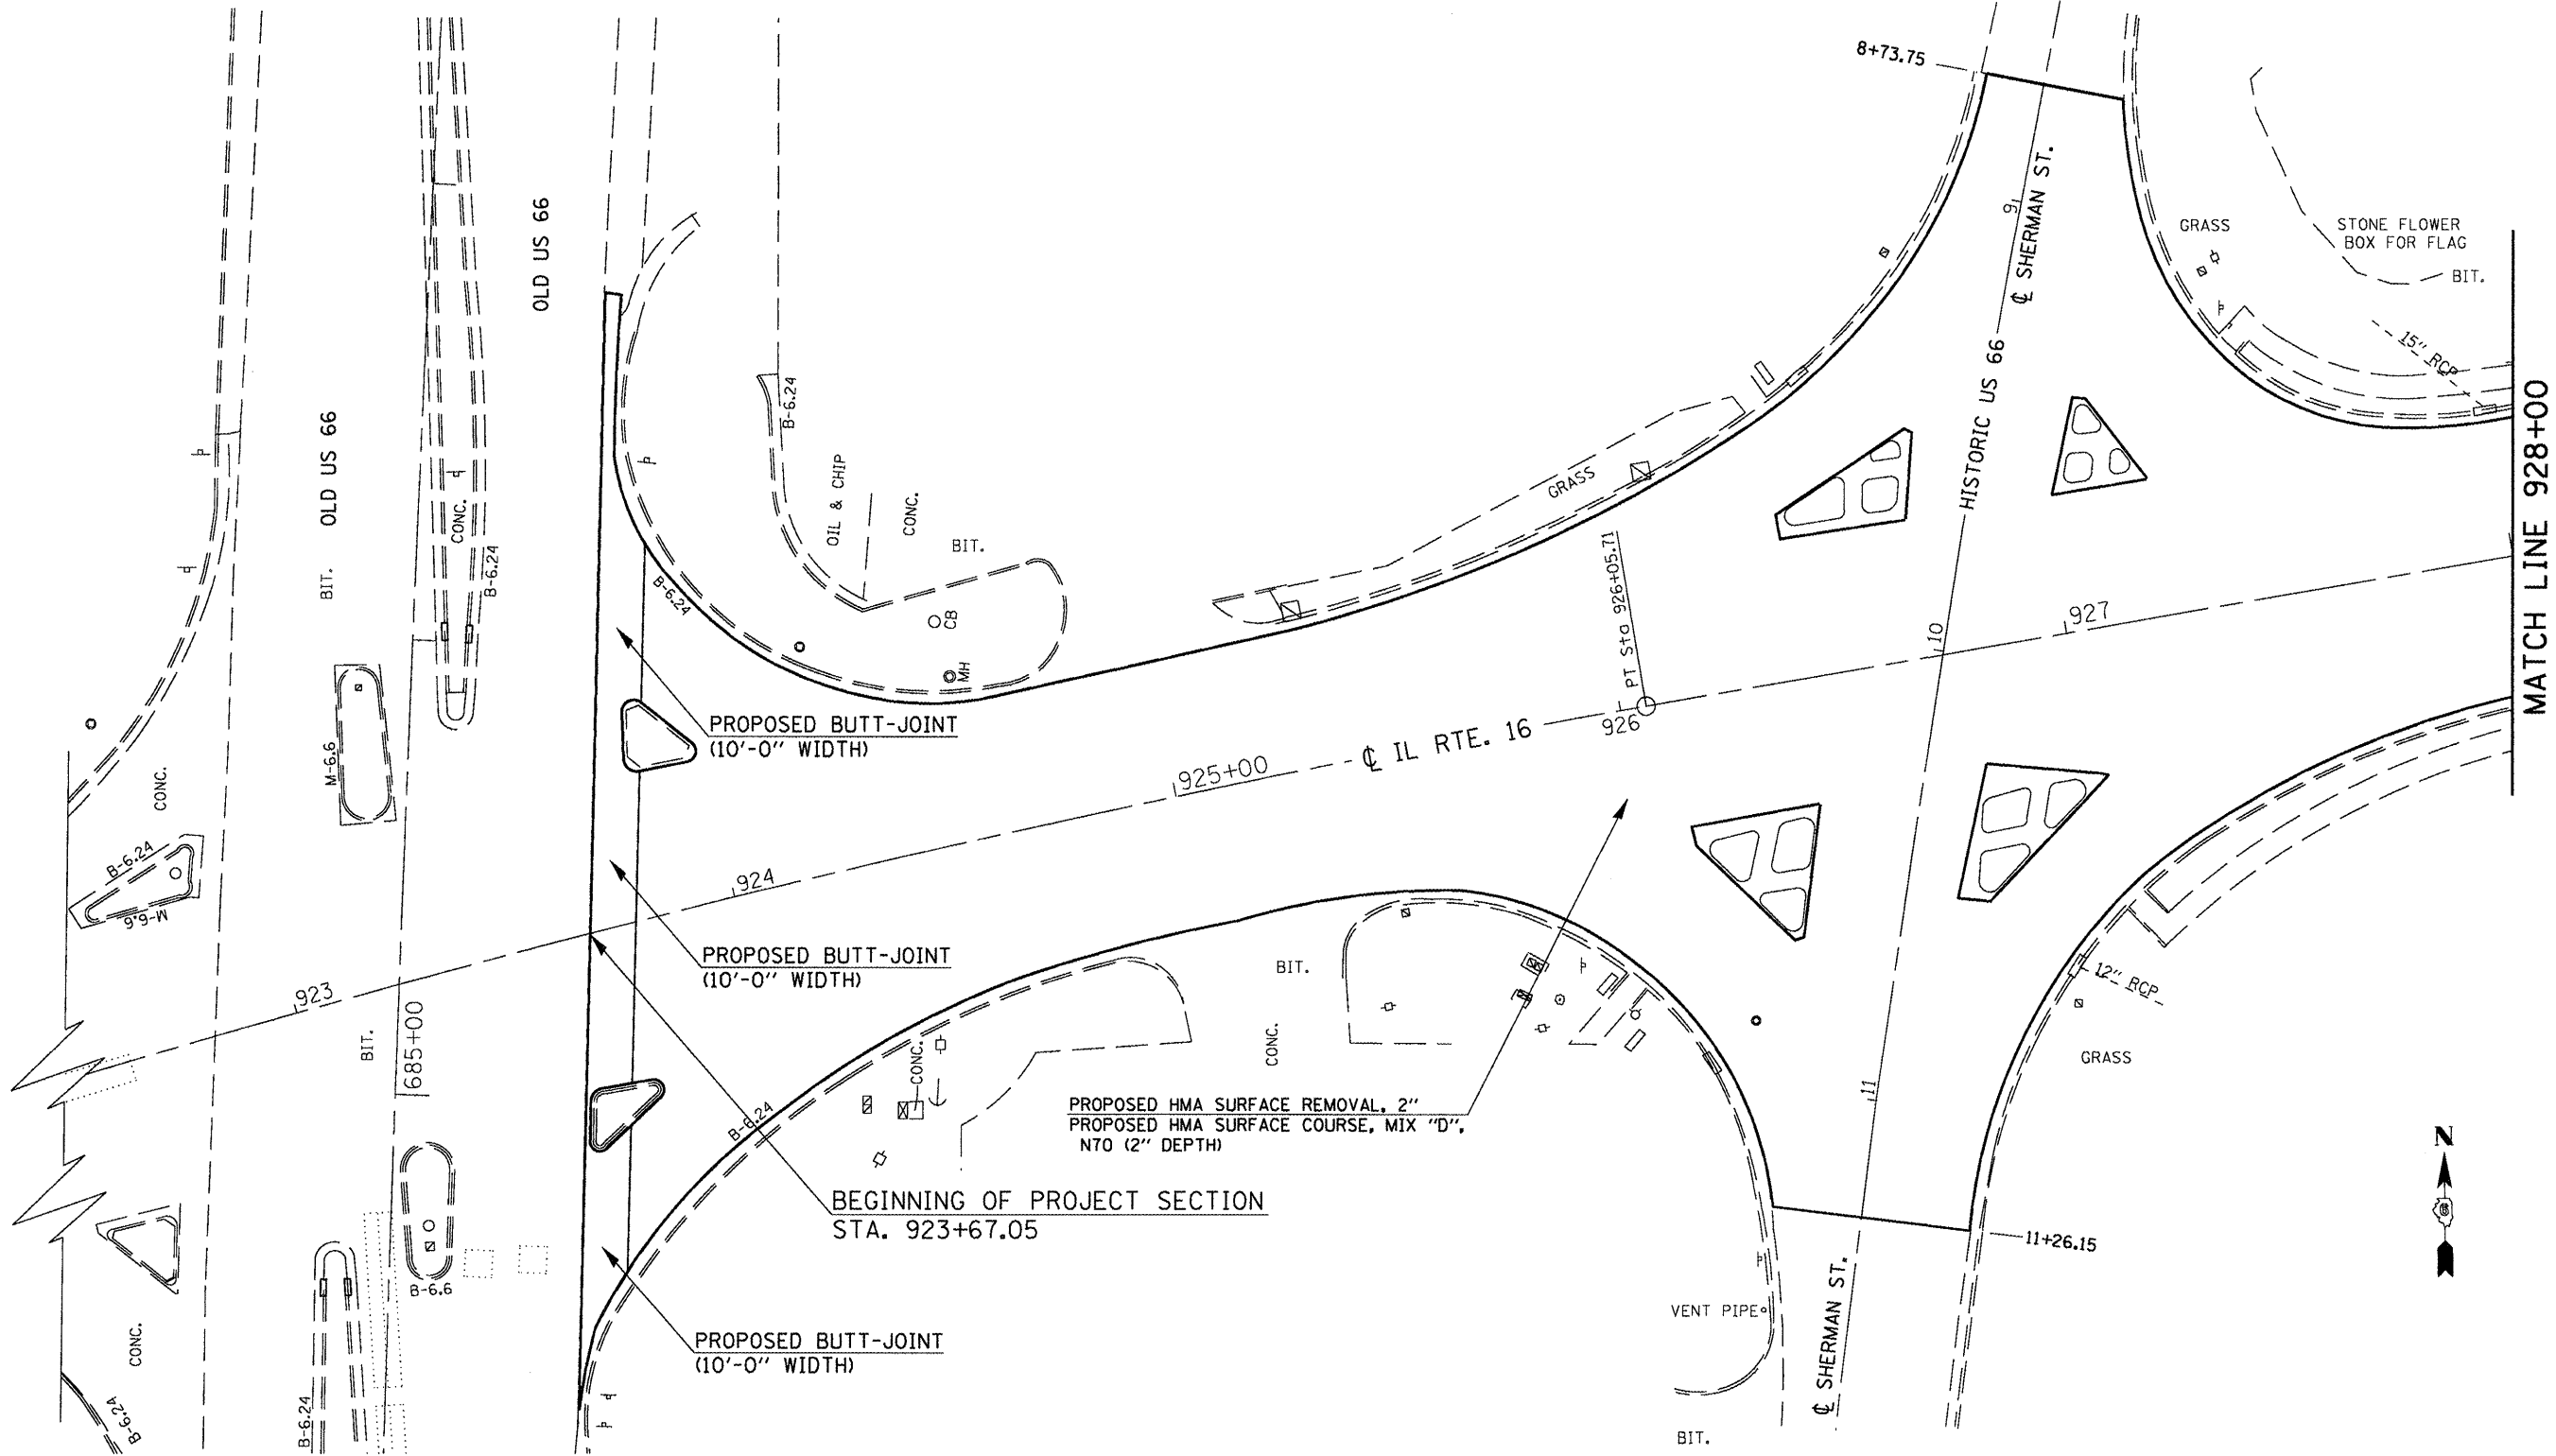 8+73.75
OLD US 66
OLD US 66
BIT.
CONC.
B-6.24
B-6.24
B-6.24
OIL & CHIP
CONC.
BIT.
CB
MH
GRASS
HISTORIC US 66
℄ SHERMAN ST.
9
GRASS
STONE FLOWER
BOX FOR FLAG
BIT.
15" RCP
MATCH LINE 928+00
PT Sta 926+05.71
10
927
926
℄ IL RTE. 16
925+00
924
923
M-6.6
CONC.
B-6.24
M-6.6
BIT.
685+00
PROPOSED BUTT-JOINT
(10'-0" WIDTH)
PROPOSED BUTT-JOINT
(10'-0" WIDTH)
BIT.
CONC.
CONC.
B-6.24
PROPOSED HMA SURFACE REMOVAL, 2"
PROPOSED HMA SURFACE COURSE, MIX "D",
N70 (2" DEPTH)
12" RCP
GRASS
11
N
BEGINNING OF PROJECT SECTION
STA. 923+67.05
11+26.15
B-6.6
PROPOSED BUTT-JOINT
(10'-0" WIDTH)
VENT PIPE
℄ SHERMAN ST.
CONC.
B-6.24
B-6.24
BIT.